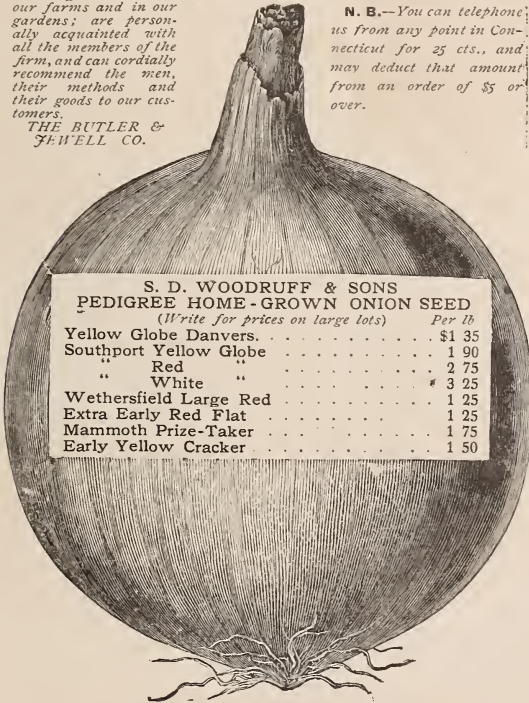 our farms and in our
gardens; are person-
ally acquainted with
all the members of the
firm, and can cordially
recommend the men,
their methods and
their goods to our cus-
tomers.
THE BUTLER &
JEWELL CO.
N. B.—You can telephone
us from any point in Con-
necticut for 25 cts., and
may deduct that amount
from an order of $5 or
over.
S. D. WOODRUFF & SONS
PEDIGREE HOME-GROWN ONION SEED
(Write for prices on large lots) Per lb
Yellow Globe Danvers. . . . . . . . . . . $1 35
Southport Yellow Globe . . . . . . . . . . 1 90
“ Red “ . . . . . . . . . . 2 75
“ White “ . . . . . . . . . . 3 25
Wethersfield Large Red . . . . . . . . . . 1 25
Extra Early Red Flat . . . . . . . . . . 1 25
Mammoth Prize-Taker . . . . . . . . . . 1 75
Early Yellow Cracker . . . . . . . . . . 1 50